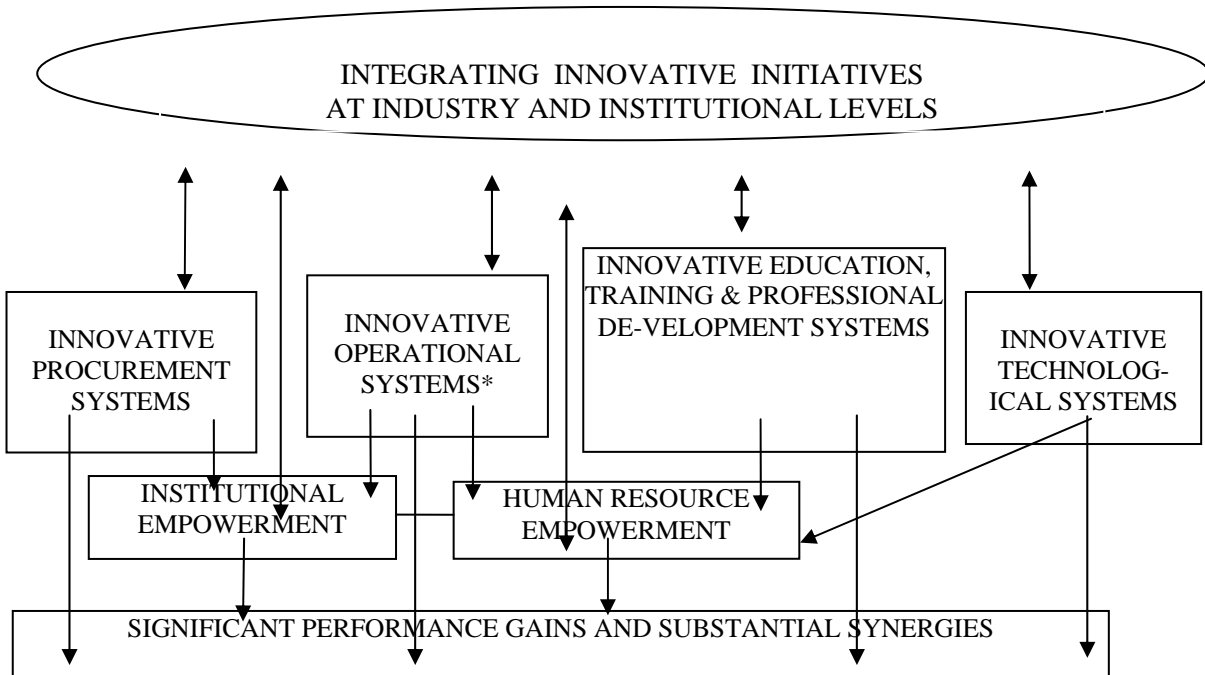 INTEGRATING INNOVATIVE INITIATIVES
AT INDUSTRY AND INSTITUTIONAL LEVELS
INNOVATIVE
PROCUREMENT
SYSTEMS
INNOVATIVE
OPERATIONAL
SYSTEMS*
INNOVATIVE EDUCATION,
TRAINING & PROFESSIONAL
DE-VELOPMENT SYSTEMS
INNOVATIVE
TECHNOLOG-
ICAL SYSTEMS
INSTITUTIONAL
EMPOWERMENT
HUMAN RESOURCE
EMPOWERMENT
SIGNIFICANT PERFORMANCE GAINS AND SUBSTANTIAL SYNERGIES